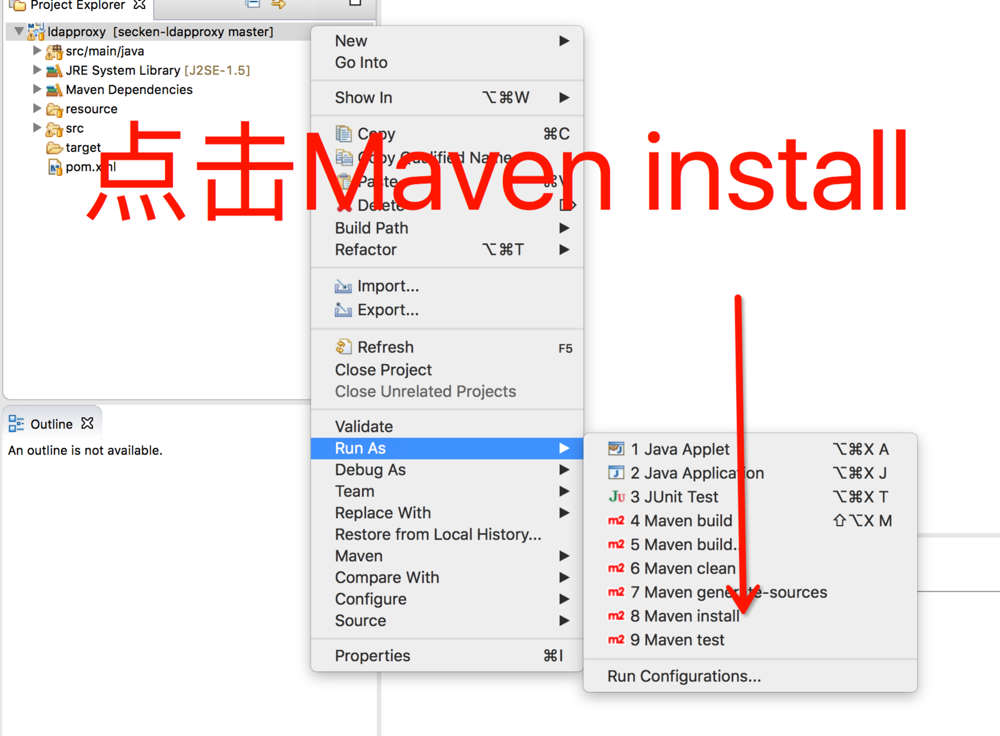 Project Explorer
ldapproxy [secken-ldapproxy master]
src/main/java
JRE System Library [J2SE-1.5]
Maven Dependencies
resource
src
target
pom.xml
点击Maven install
New
Go Into
Show In ⌥⌘W
Copy ⌘C
Copy Qualified Name
Paste ⌘V
Delete
Build Path
Refactor ⌥⌘T
Import...
Export...
Refresh F5
Close Project
Close Unrelated Projects
Validate
Run As
Debug As
Team
Replace With
Restore from Local History...
Maven
Compare With
Configure
Source
Properties ⌘I
1 Java Applet ⌥⌘X A
2 Java Application ⌥⌘X J
Ju 3 JUnit Test ⌥⌘X T
m2 4 Maven build ⇧⌥X M
m2 5 Maven build...
m2 6 Maven clean
m2 7 Maven generate-sources
m2 8 Maven install
m2 9 Maven test
Run Configurations...
Outline
An outline is not available.